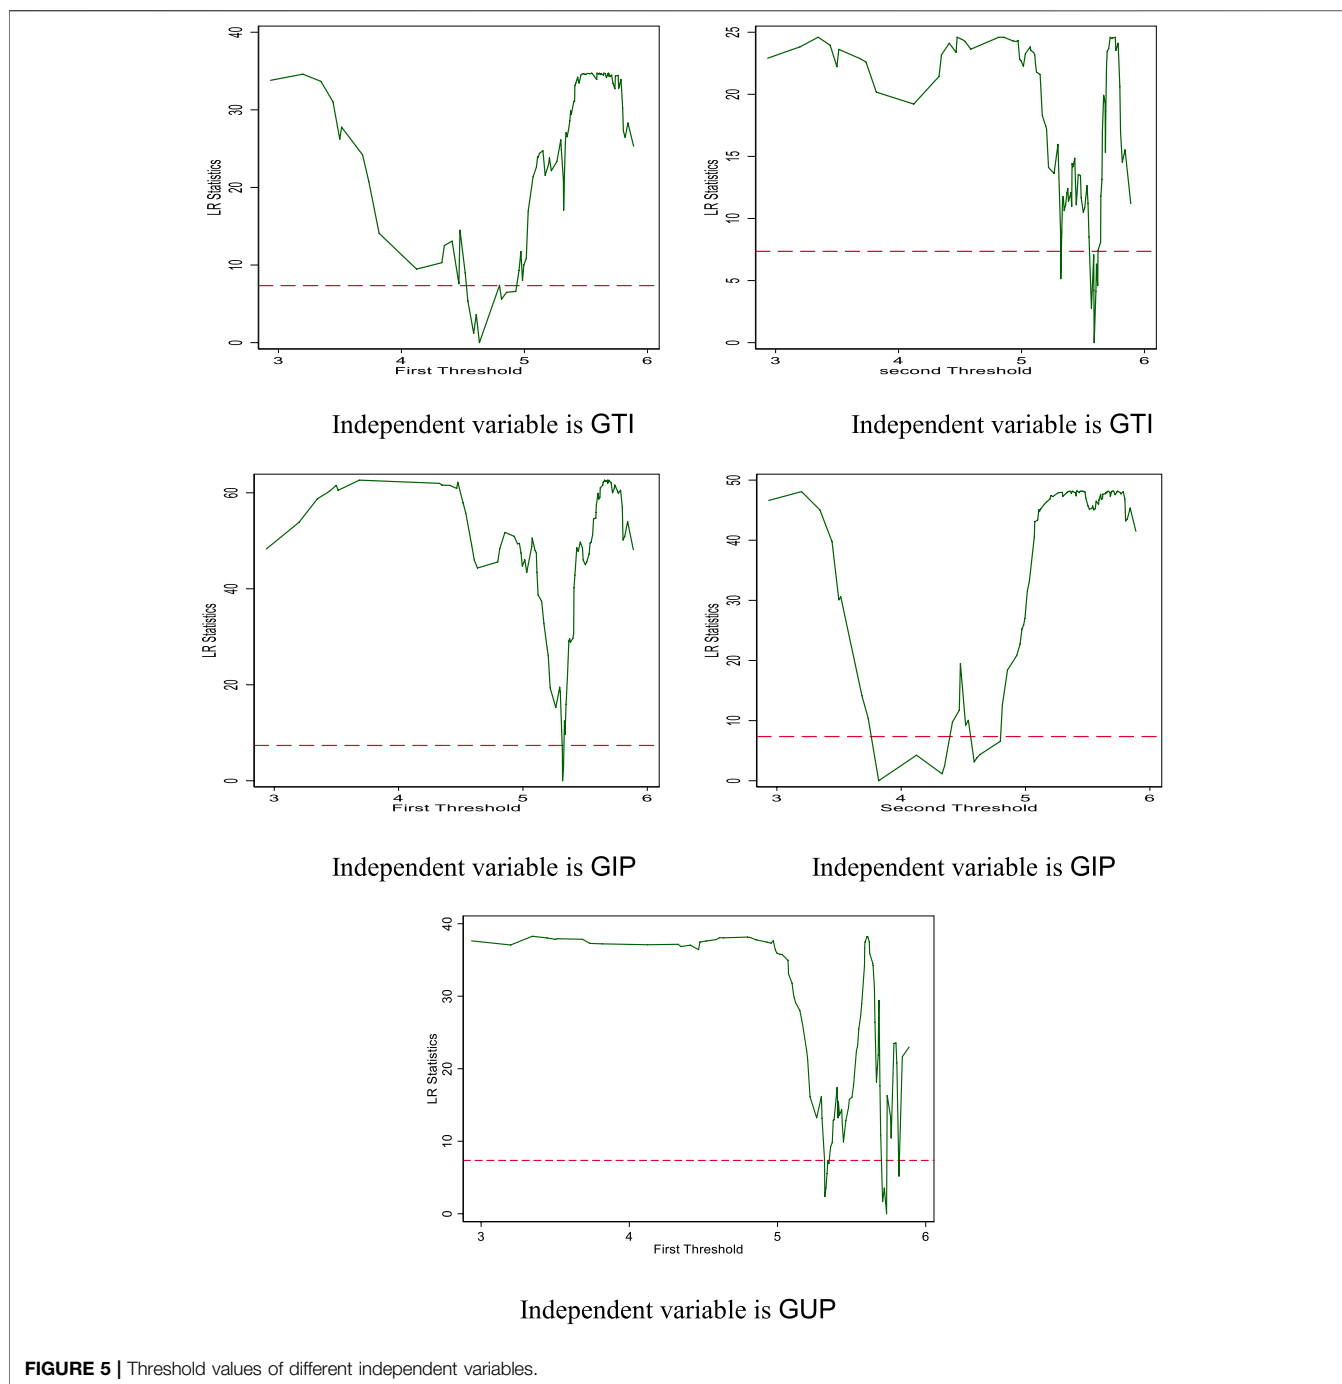 40
30
20
10
0
LR Statistics
3 4 5 6
First Threshold
Independent variable is GTI
25
20
15
10
5
0
LR Statistics
3 4 5 6
second Threshold
Independent variable is GTI
60
40
20
0
LR Statistics
3 4 5 6
First Threshold
Independent variable is GIP
50
40
30
20
10
0
LR Statistics
3 4 5 6
Second Threshold
Independent variable is GIP
40
30
20
10
0
LR Statistics
3 4 5 6
First Threshold
Independent variable is GUP
FIGURE 5 | Threshold values of different independent variables.